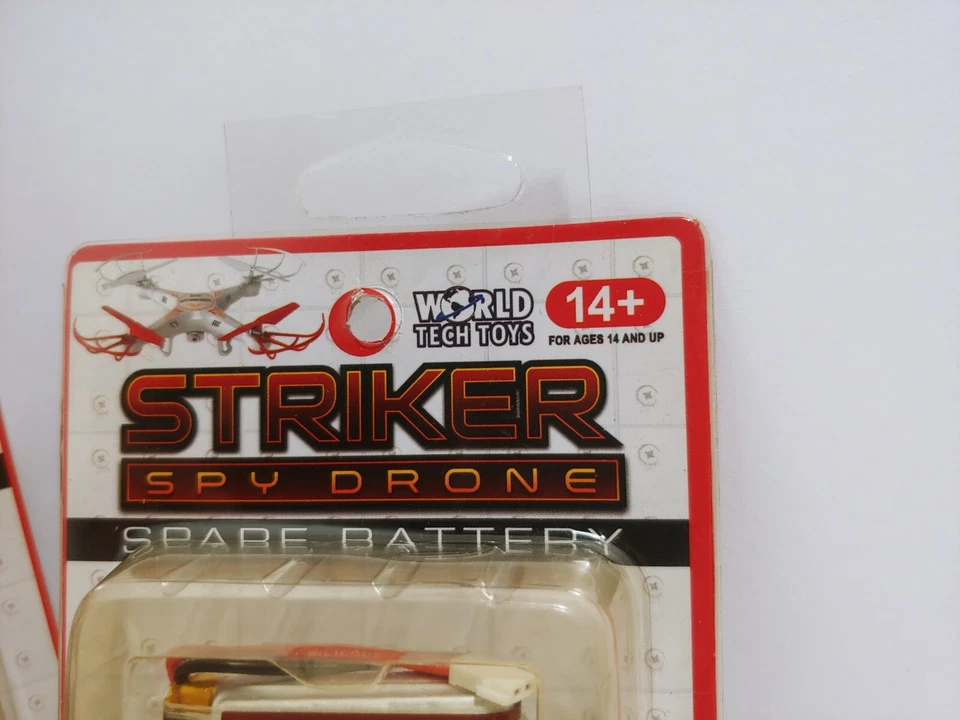 WORLD
TECH TOYS
14+
FOR AGES 14 AND UP
STRIKER
SPY DRONE
SPARE BATTERY